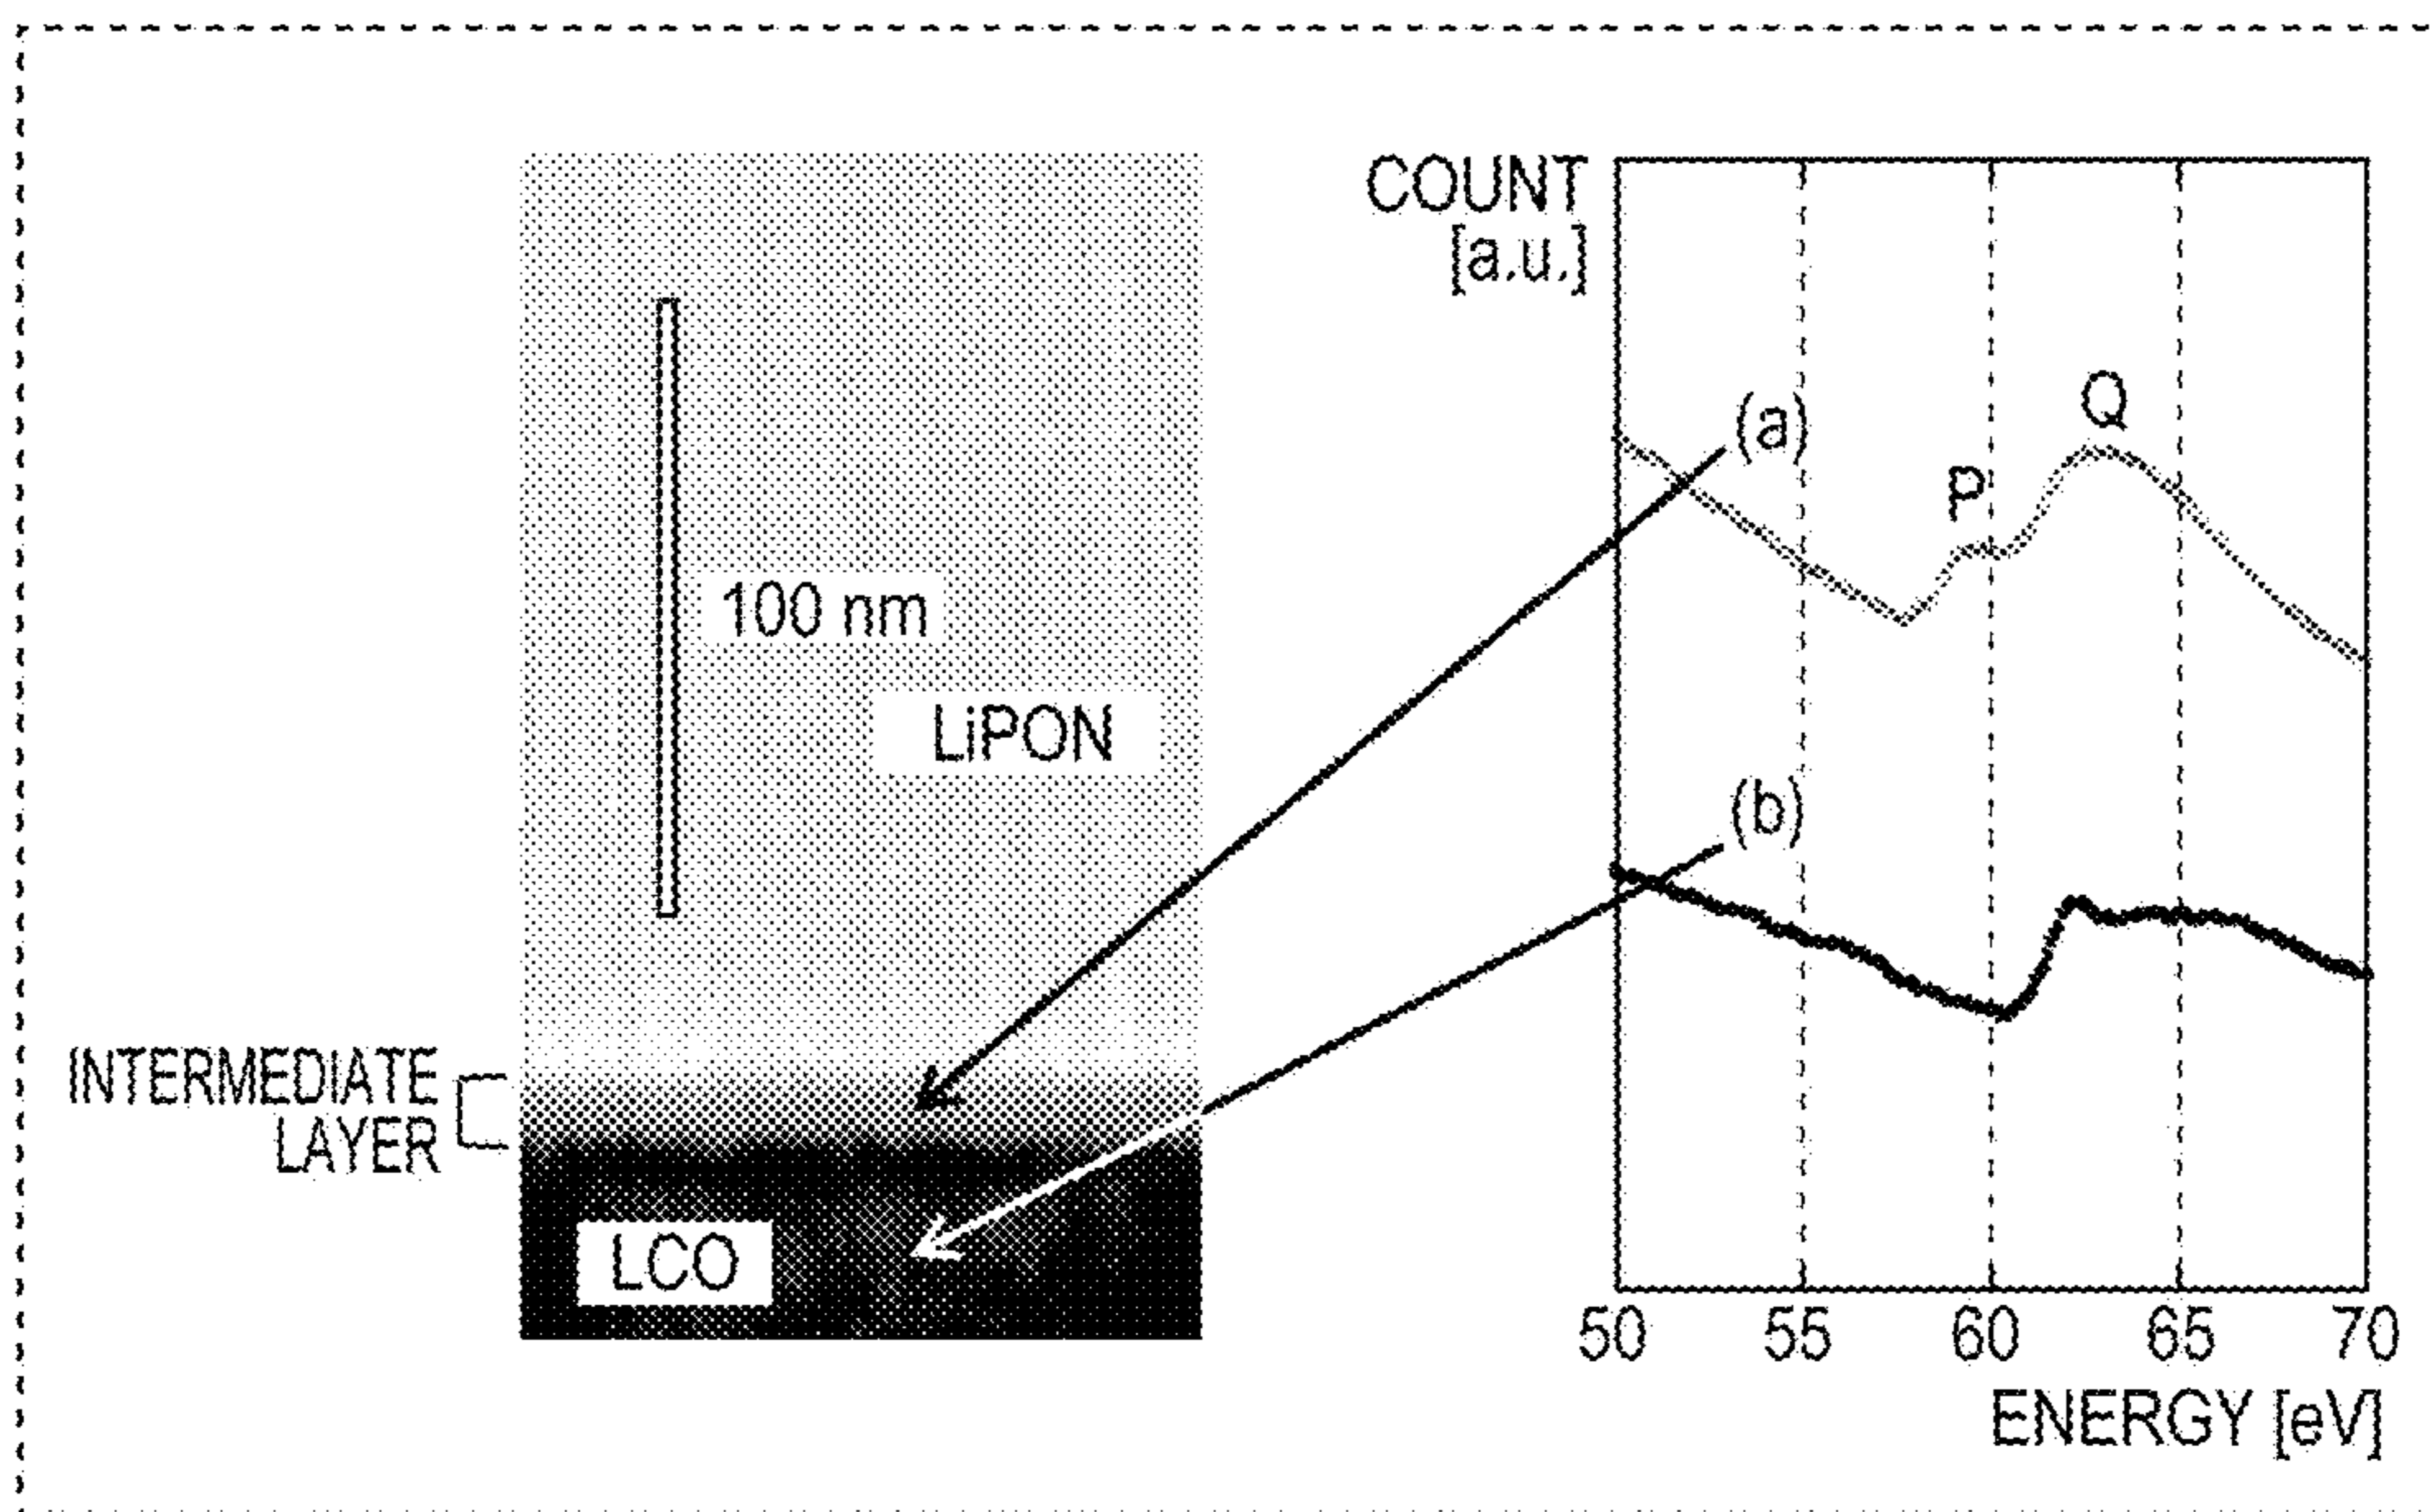 COUNT
[a.u.]
(a)
Q
P
100 nm
LiPON
(b)
INTERMEDIATE
LAYER
LCO
50 55 60 65 70
ENERGY [eV]